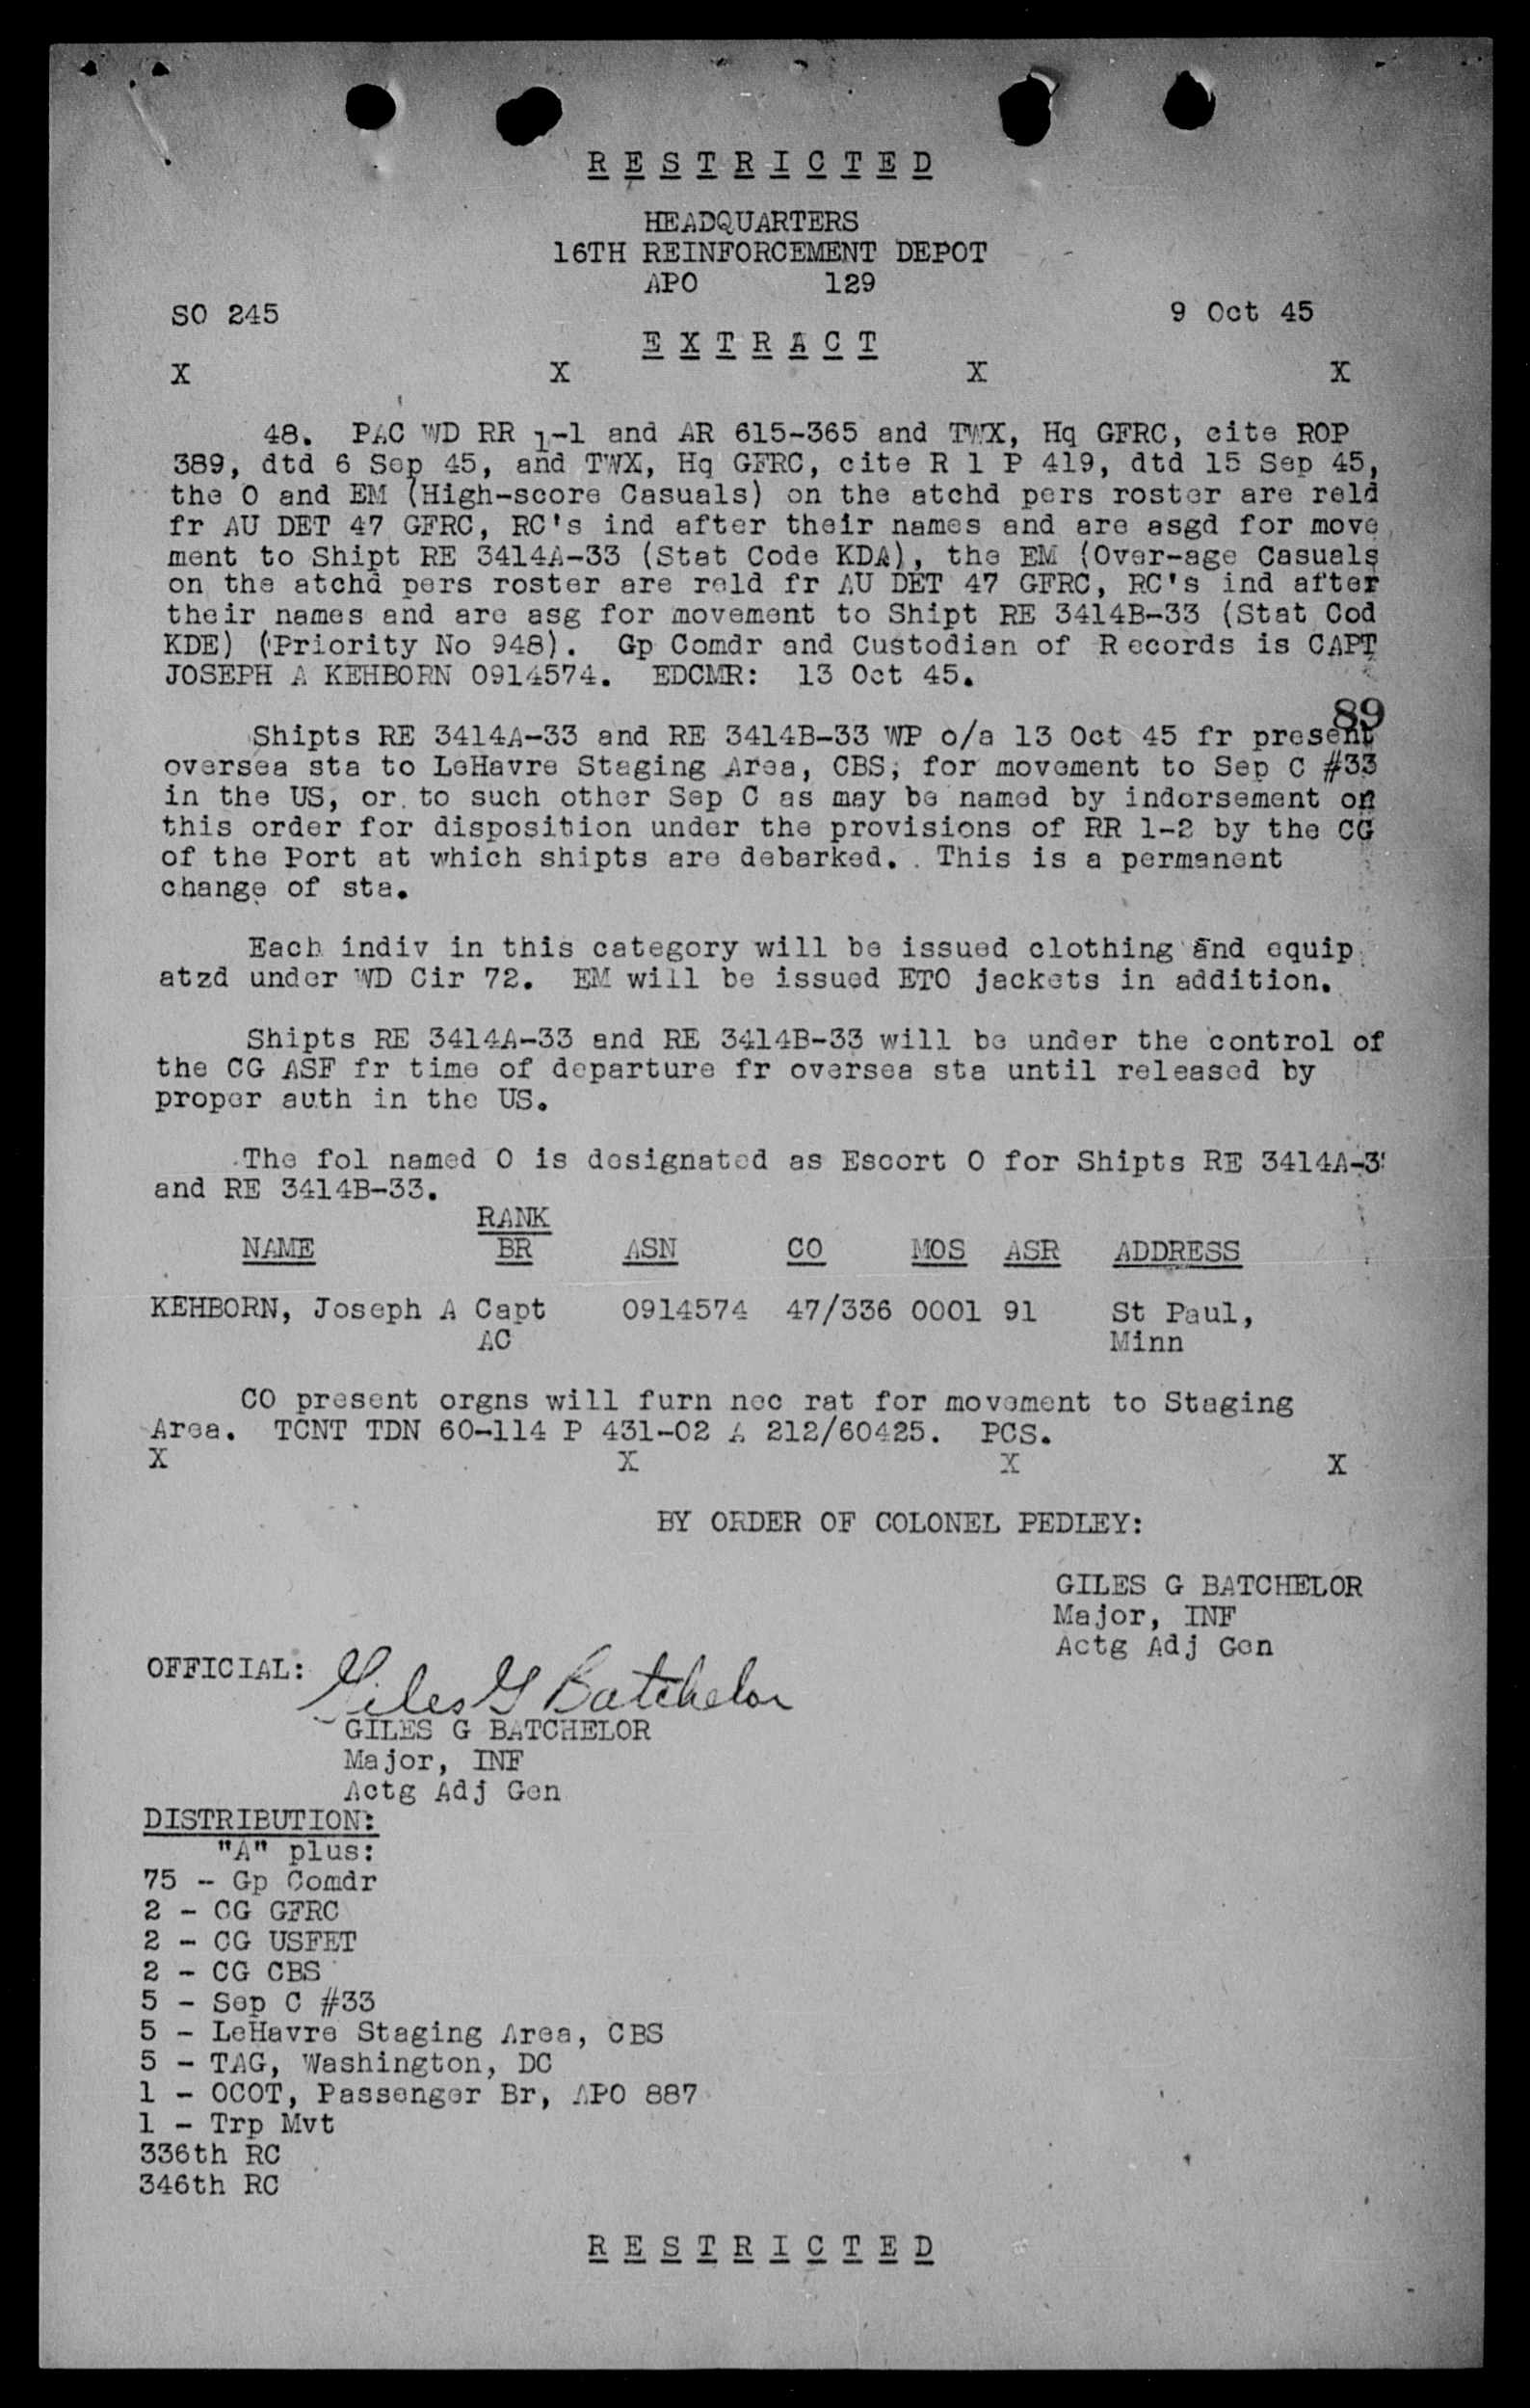 R E S T R I C T E D
HEADQUARTERS
16TH REINFORCEMENT DEPOT
APO 129
SO 245 9 Oct 45
E X T R A C T
X X X X
48. PAC WD RR 1-1 and AR 615-365 and TWX, Hq GFRC, cite ROP
389, dtd 6 Sep 45, and TWX, Hq GFRC, cite R 1 P 419, dtd 15 Sep 45,
the O and EM (High-score Casuals) on the atchd pers roster are reld
fr AU DET 47 GFRC, RC's ind after their names and are asgd for move
ment to Shipt RE 3414A-33 (Stat Code KDA), the EM (Over-age Casuals
on the atchd pers roster are reld fr AU DET 47 GFRC, RC's ind after
their names and are asg for movement to Shipt RE 3414B-33 (Stat Cod
KDE) (Priority No 948). Gp Comdr and Custodian of R ecords is CAPT
JOSEPH A KEHBORN 0914574. EDCMR: 13 Oct 45.
89
Shipts RE 3414A-33 and RE 3414B-33 WP o/a 13 Oct 45 fr present
oversea sta to LeHavre Staging Area, CBS, for movement to Sep C #33
in the US, or to such other Sep C as may be named by indorsement on
this order for disposition under the provisions of RR 1-2 by the CG
of the Port at which shipts are debarked. This is a permanent
change of sta.
Each indiv in this category will be issued clothing and equip
atzd under WD Cir 72. EM will be issued ETO jackets in addition.
Shipts RE 3414A-33 and RE 3414B-33 will be under the control of
the CG ASF fr time of departure fr oversea sta until released by
proper auth in the US.
The fol named O is designated as Escort O for Shipts RE 3414A-3
and RE 3414B-33.
RANK
NAME BR ASN CO MOS ASR ADDRESS
KEHBORN, Joseph A Capt 0914574 47/336 0001 91 St Paul,
AC Minn
CO present orgns will furn nec rat for movement to Staging
Area. TCNT TDN 60-114 P 431-02 A 212/60425. PCS.
X X X X
BY ORDER OF COLONEL PEDLEY:
GILES G BATCHELOR
Major, INF
Actg Adj Gen
OFFICIAL: Giles G Batchelor
GILES G BATCHELOR
Major, INF
Actg Adj Gen
DISTRIBUTION:
"A" plus:
75 - Gp Comdr
2 - CG GFRC
2 - CG USFET
2 - CG CBS
5 - Sep C #33
5 - LeHavre Staging Area, CBS
5 - TAG, Washington, DC
1 - OCOT, Passenger Br, APO 887
1 - Trp Mvt
336th RC
346th RC
R E S T R I C T E D